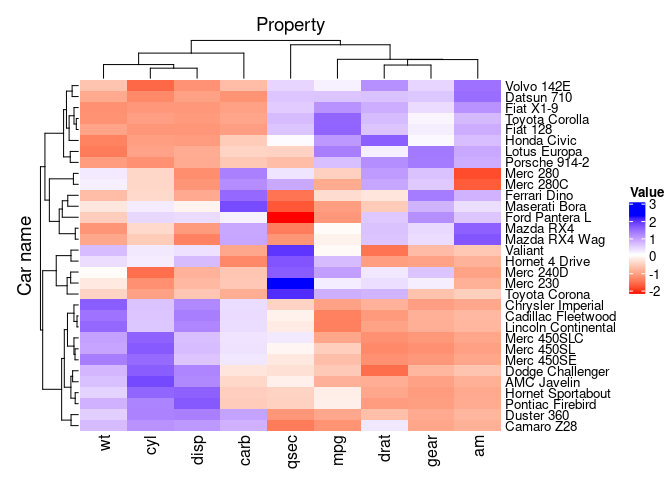 Property
Car name
Volvo 142E
Datsun 710
Fiat X1-9
Toyota Corolla
Fiat 128
Honda Civic
Lotus Europa
Porsche 914-2
Merc 280
Merc 280C
Ferrari Dino
Maserati Bora
Ford Pantera L
Mazda RX4
Mazda RX4 Wag
Valiant
Hornet 4 Drive
Merc 240D
Merc 230
Toyota Corona
Chrysler Imperial
Cadillac Fleetwood
Lincoln Continental
Merc 450SLC
Merc 450SL
Merc 450SE
Dodge Challenger
AMC Javelin
Hornet Sportabout
Pontiac Firebird
Duster 360
Camaro Z28
wt cyl disp carb qsec mpg drat gear am
Value
3
2
1
0
-1
-2